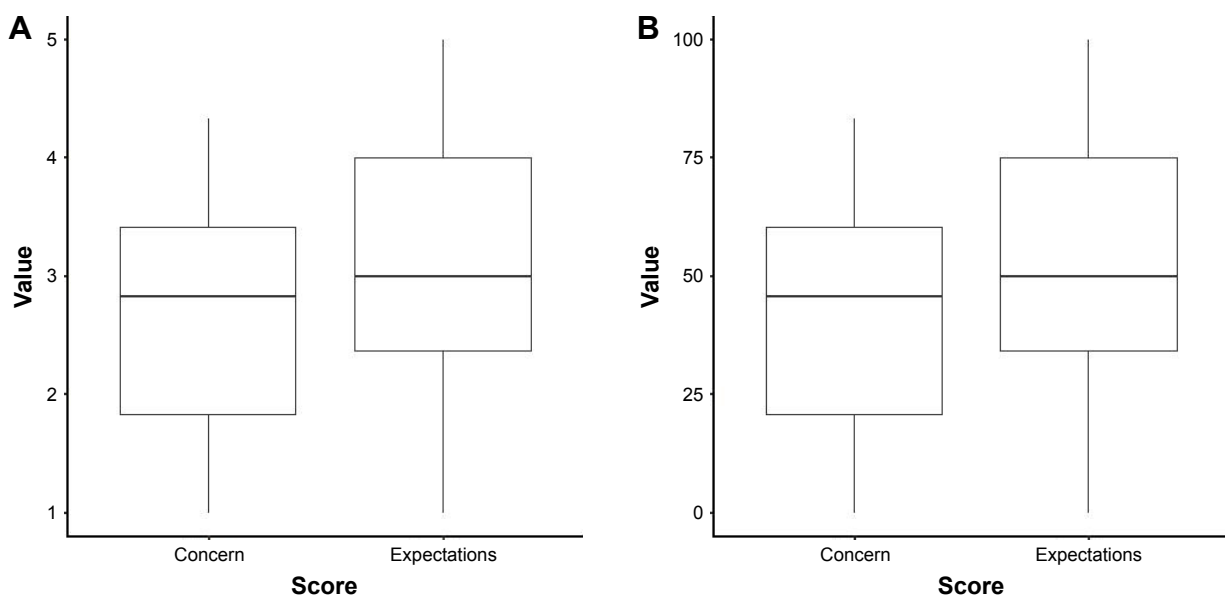 A
5
4
3
2
1
Value
Concern
Expectations
Score
B
100
75
50
25
0
Value
Concern
Expectations
Score